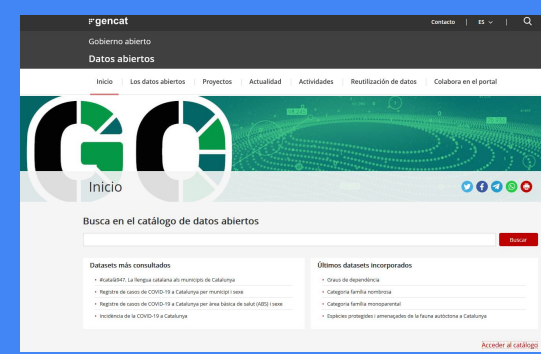 gencat
Contacto | ES | 
Gobierno abierto
Datos abiertos
Inicio Los datos abiertos Proyectos Actualidad Actividades Reutilización de datos Colabora en el portal
Inicio
Busca en el catálogo de datos abiertos
Buscar
Datasets más consultados
#català947. La llengua catalana als municipis de Catalunya
Registre de casos de COVID-19 a Catalunya per municipi i sexe
Registre de casos de COVID-19 a Catalunya per àrea bàsica de salut (ABS) i sexe
Incidència de la COVID-19 a Catalunya
Últimos datasets incorporados
Graus de dependència
Categoria família nombrosa
Categoria família monoparental
Espècies protegides i amenaçades de la fauna autòctona a Catalunya
Acceder al catálogo